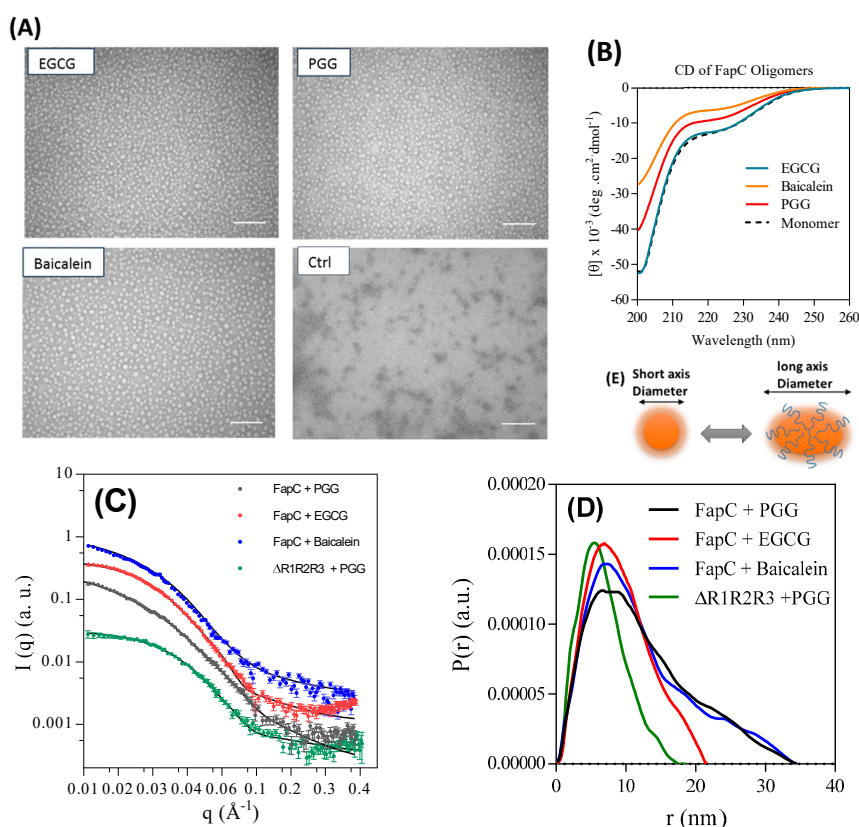 (A)
EGCG
PGG
Baicalein
Ctrl
(B)
CD of FapC Oligomers
0
-10
-20
-30
-40
-50
-60
[θ] x 10⁻³ (deg .cm²·dmol⁻¹)
EGCG
Baicalein
PGG
Monomer
200 210 220 230 240 250 260
Wavelength (nm)
(E)
Short axis
Diameter
long axis
Diameter
(C)
10
1
0.1
0.01
0.001
I (q) (a. u.)
FapC + PGG
FapC + EGCG
FapC + Baicalein
ΔR1R2R3 + PGG
0.01 0.02 0.03 0.04 0.06 0.1 0.2 0.3 0.4
q (Å⁻¹)
(D)
0.00020
0.00015
0.00010
0.00005
0.00000
P(r) (a.u.)
FapC + PGG
FapC + EGCG
FapC + Baicalein
ΔR1R2R3 +PGG
0 10 20 30 40
r (nm)